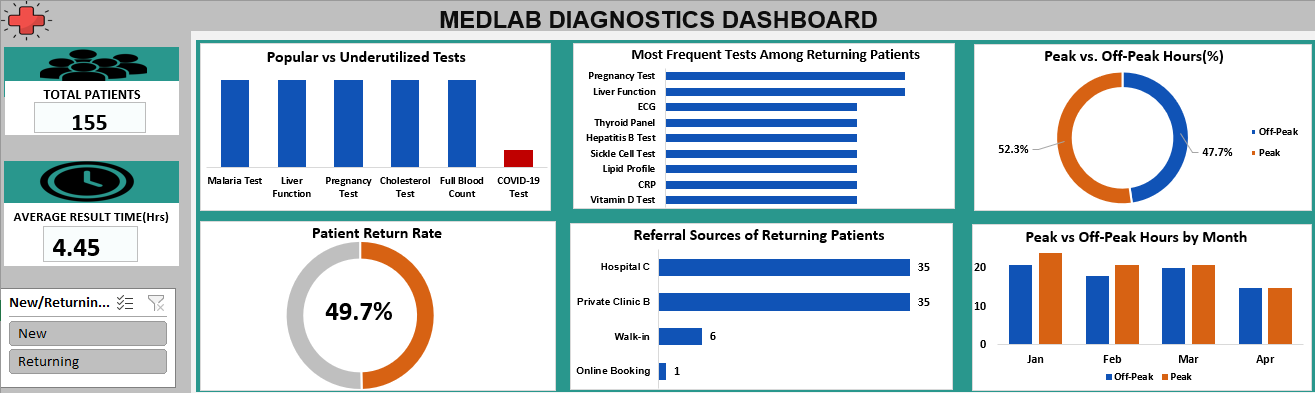 MEDLAB DIAGNOSTICS DASHBOARD
TOTAL PATIENTS
155
AVERAGE RESULT TIME(Hrs)
4.45
New/Returnin...
New
Returning
Popular vs Underutilized Tests
Malaria Test
Liver
Function
Pregnancy
Test
Cholesterol
Test
Full Blood
Count
COVID-19
Test
Most Frequent Tests Among Returning Patients
Pregnancy Test
Liver Function
ECG
Thyroid Panel
Hepatitis B Test
Sickle Cell Test
Lipid Profile
CRP
Vitamin D Test
Peak vs. Off-Peak Hours(%)
52.3%
47.7%
Off-Peak
Peak
Patient Return Rate
49.7%
Referral Sources of Returning Patients
Hospital C 35
Private Clinic B 35
Walk-in 6
Online Booking 1
Peak vs Off-Peak Hours by Month
20
10
0
Jan Feb Mar Apr
Off-Peak Peak